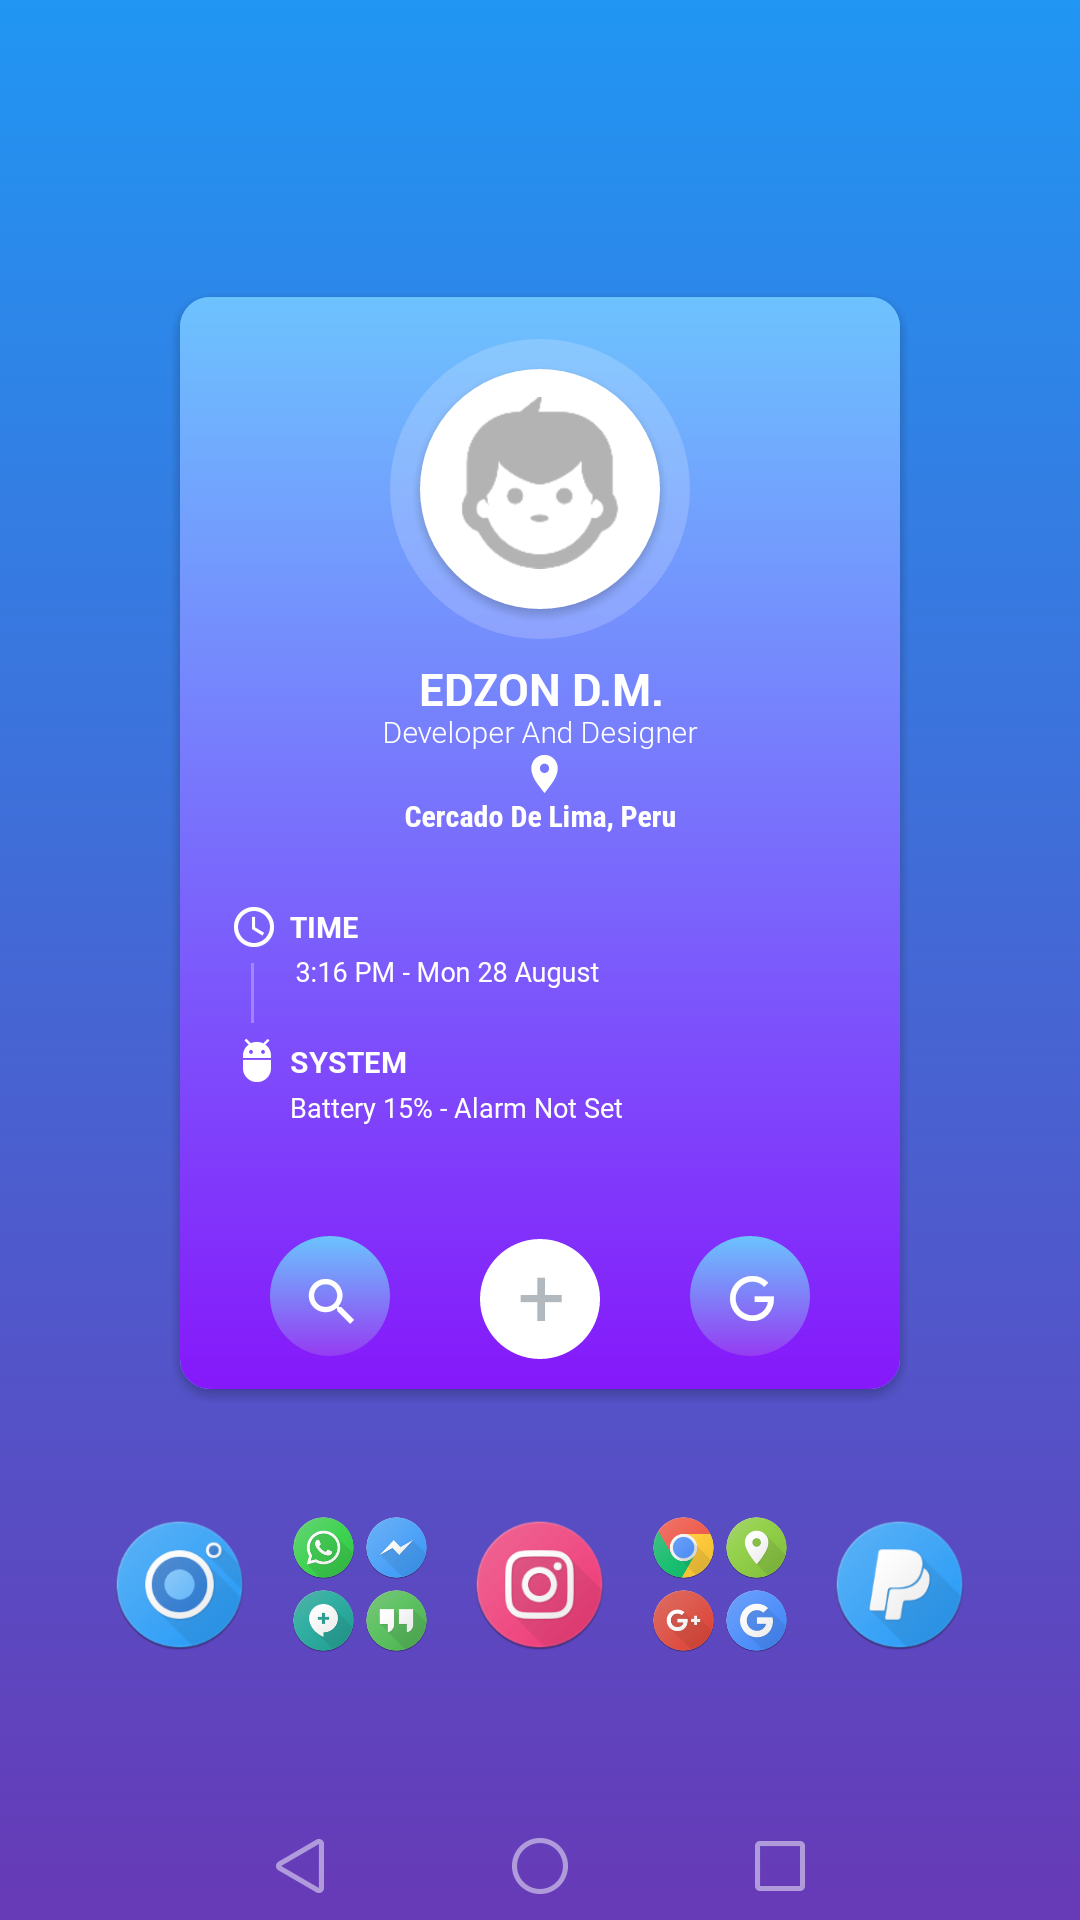 EDZON D.M.
Developer And Designer
Cercado De Lima, Peru
TIME
3:16 PM - Mon 28 August
SYSTEM
Battery 15% - Alarm Not Set